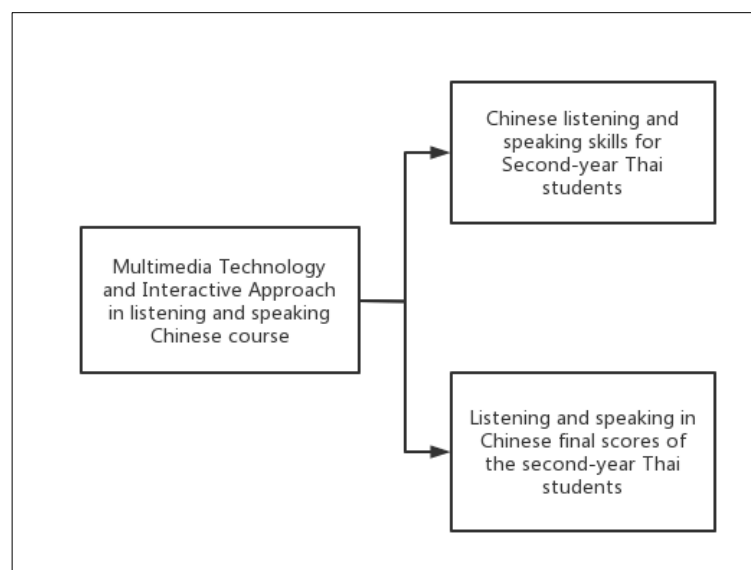 Chinese listening and
speaking skills for
Second-year Thai
students
Multimedia Technology
and Interactive Approach
in listening and speaking
Chinese course
Listening and speaking in
Chinese final scores of
the second-year Thai
students